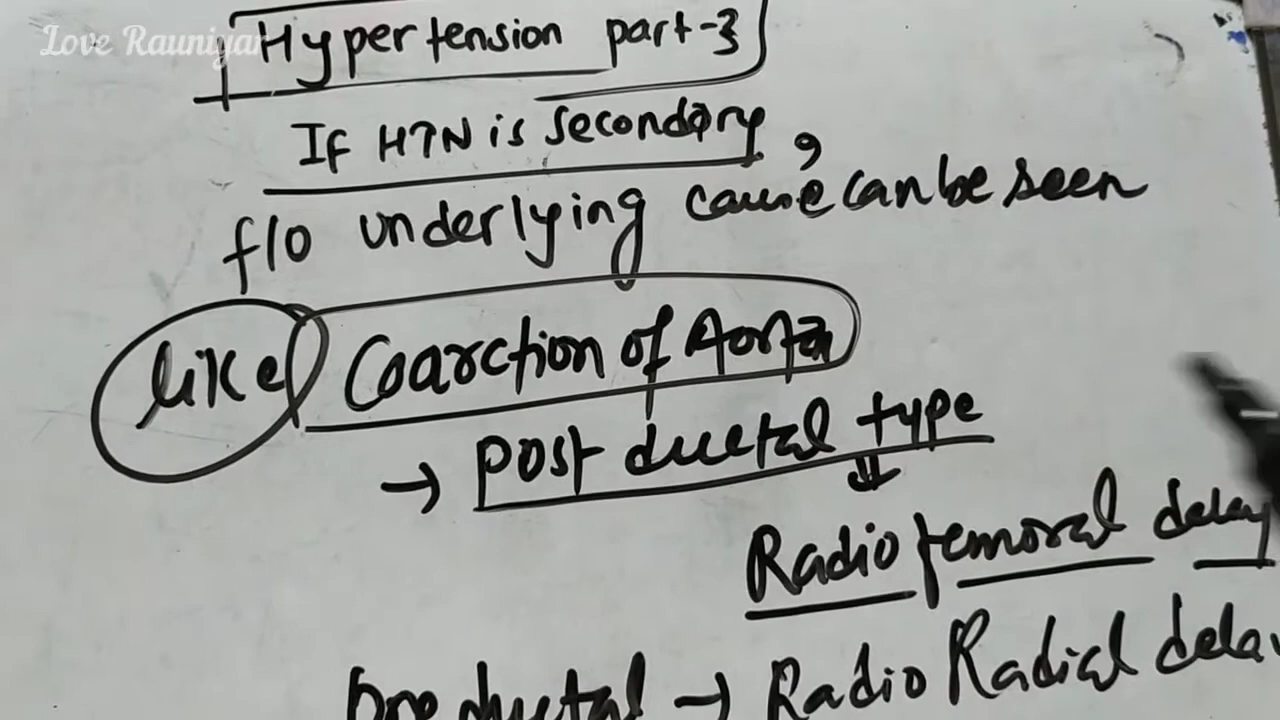 Love Rauniyar
Hypertension part-3
If HTN is secondary,
f/o underlying cause can be seen
like Coarction of Aorta
→ post ductal type
⇓
Radio femoral delay
pre ductal → Radio Radial delay